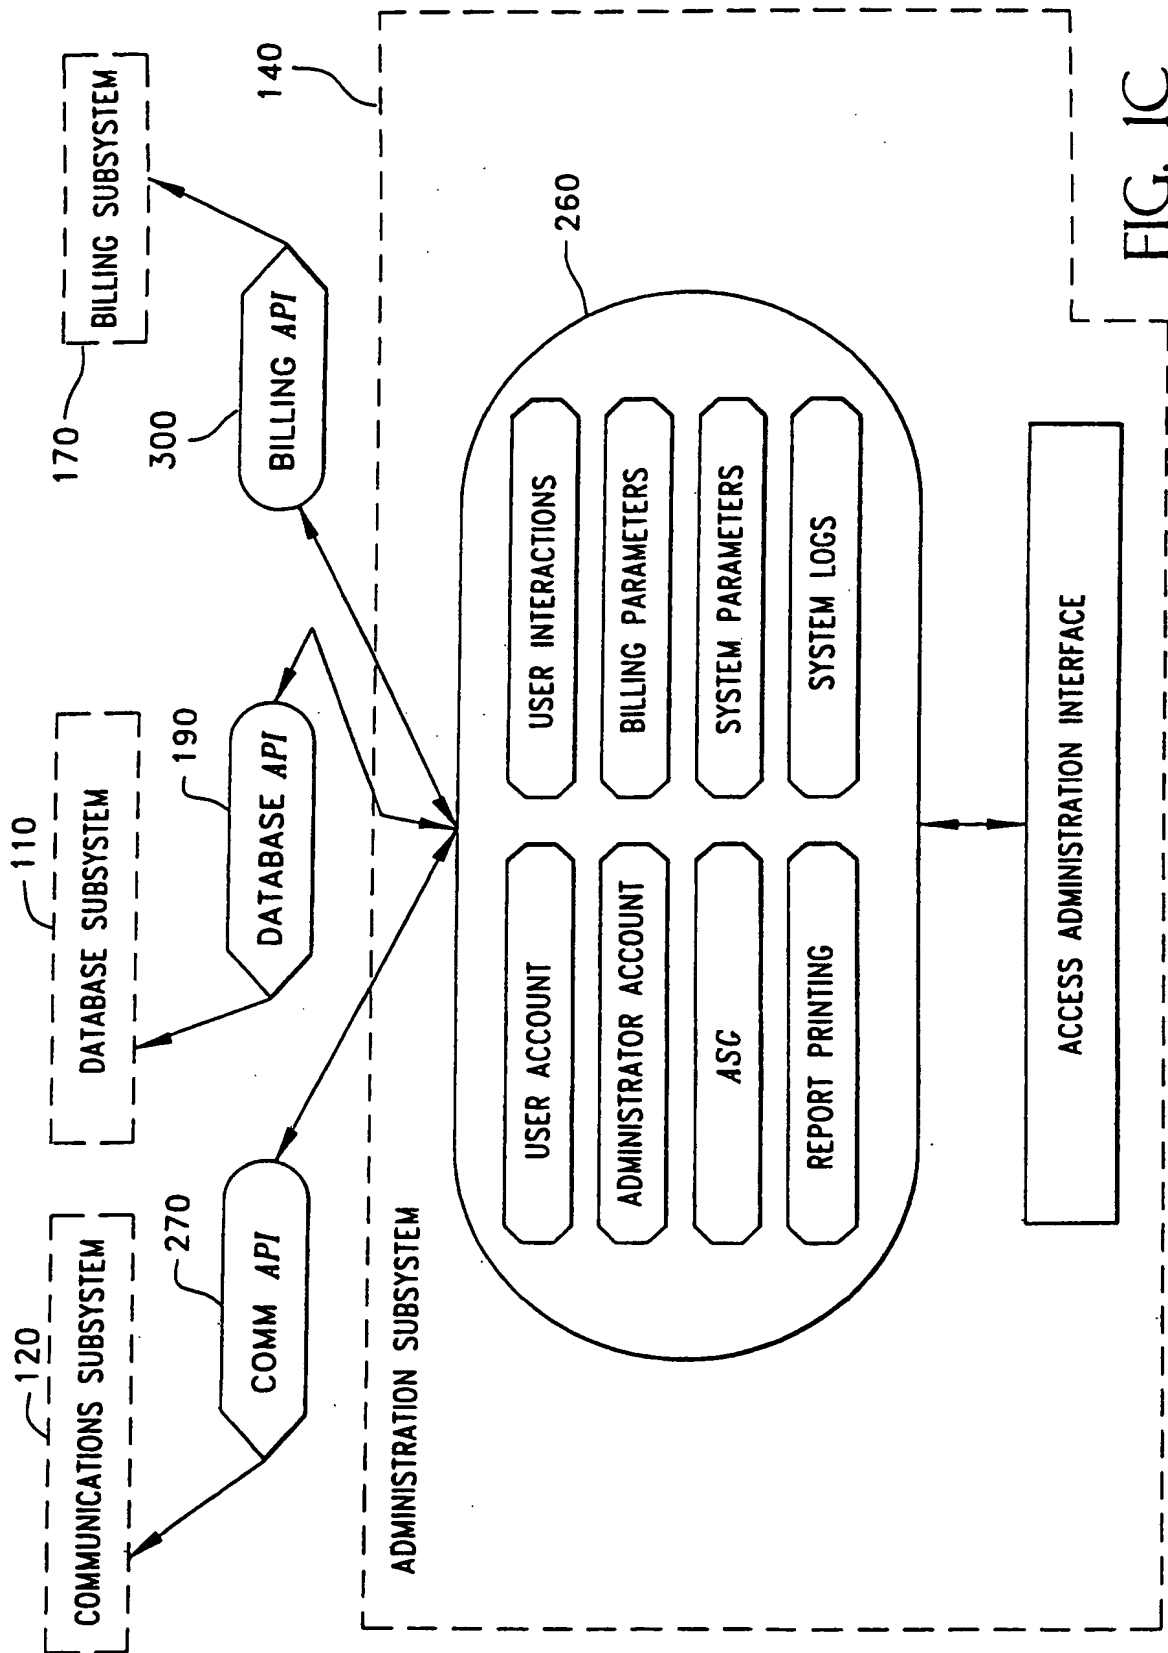 120
COMMUNICATIONS SUBSYSTEM
110
DATABASE SUBSYSTEM
170
BILLING SUBSYSTEM
270
COMM API
190
DATABASE API
300
BILLING API
140
ADMINISTRATION SUBSYSTEM
260
USER ACCOUNT
USER INTERACTIONS
ADMINISTRATOR ACCOUNT
BILLING PARAMETERS
ASG
SYSTEM PARAMETERS
REPORT PRINTING
SYSTEM LOGS
ACCESS ADMINISTRATION INTERFACE
FIG. 1C